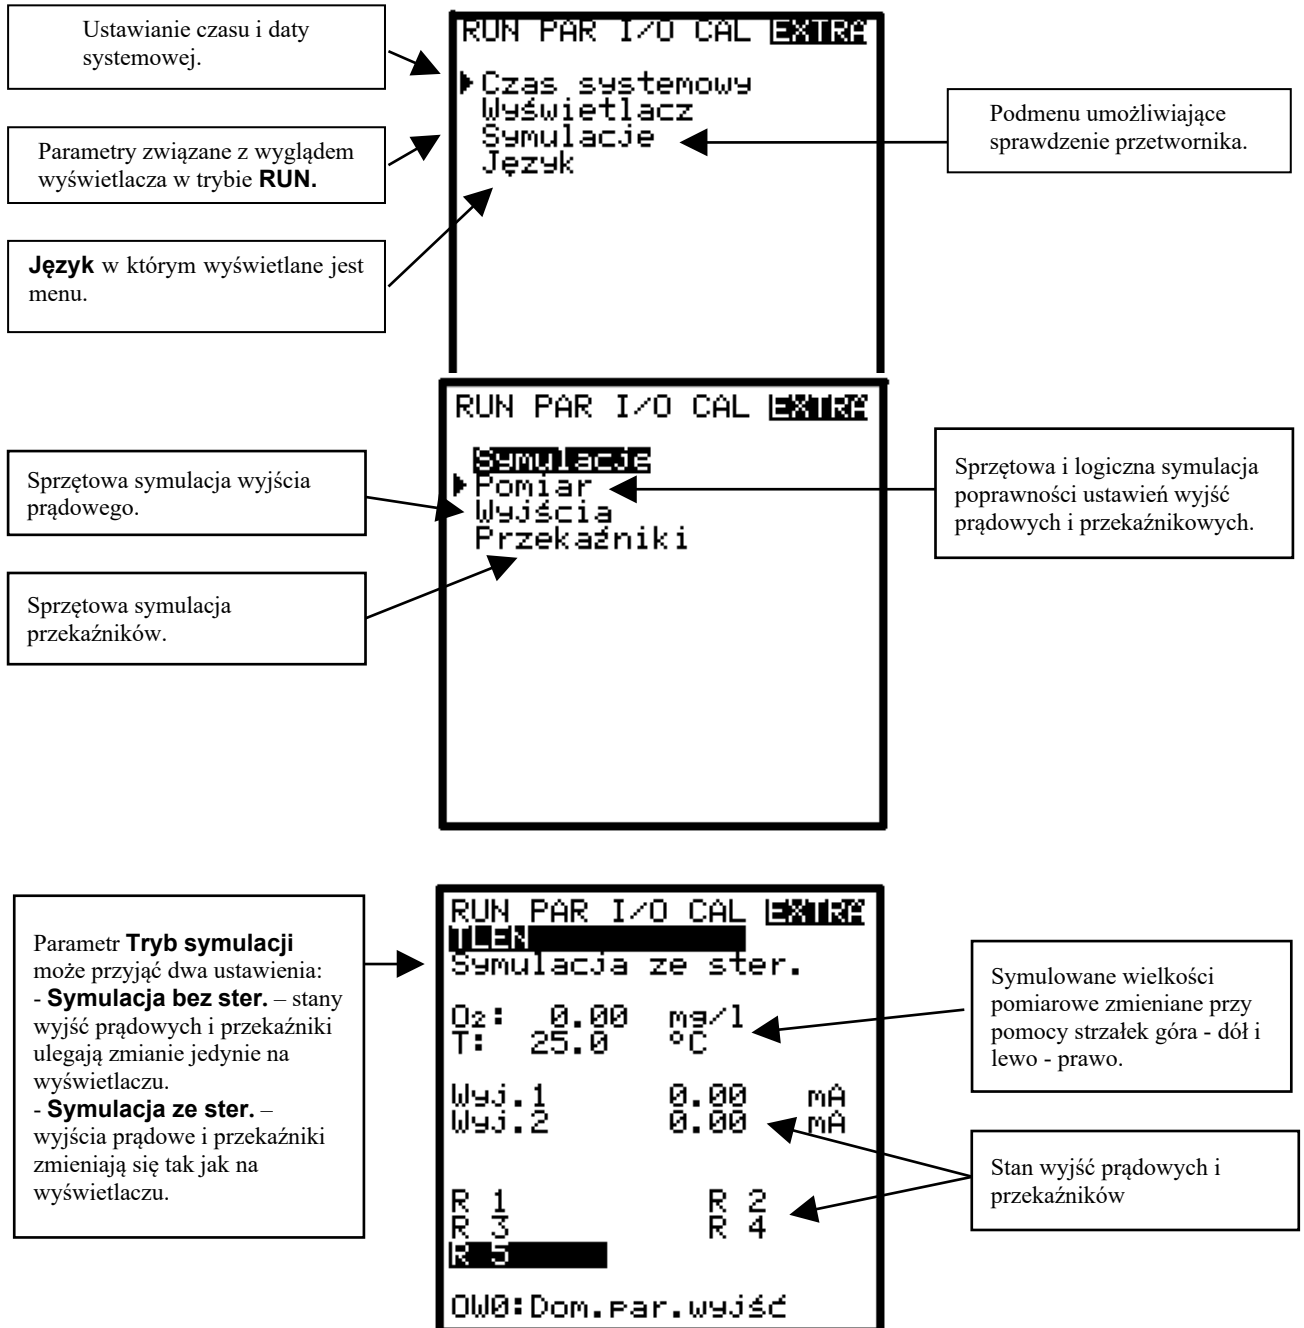 Ustawianie czasu i daty
systemowej.
Parametry związane z wyglądem
wyświetlacza w trybie RUN.
Język w którym wyświetlane jest
menu.
RUN PAR I/O CAL EXTRA
Czas systemowy
Wyświetlacz
Symulacje
Język
Podmenu umożliwiające
sprawdzenie przetwornika.
Sprzętowa symulacja wyjścia
prądowego.
Sprzętowa symulacja
przekaźników.
RUN PAR I/O CAL EXTRA
Symulacje
Pomiar
Wyjścia
Przekaźniki
Sprzętowa i logiczna symulacja
poprawności ustawień wyjść
prądowych i przekaźnikowych.
Parametr Tryb symulacji
może przyjąć dwa ustawienia:
- Symulacja bez ster. – stany
wyjść prądowych i przekaźniki
ulegają zmianie jedynie na
wyświetlaczu.
- Symulacja ze ster. –
wyjścia prądowe i przekaźniki
zmieniają się tak jak na
wyświetlaczu.
RUN PAR I/O CAL EXTRA
TLEN
Symulacja ze ster.
O2: 0.00 mg/l
T: 25.0 °C
Wyj.1 0.00 mA
Wyj.2 0.00 mA
R 1 R 2
R 3 R 4
R 5
OW0:Dom.par.wyjść
Symulowane wielkości
pomiarowe zmieniane przy
pomocy strzałek góra - dół i
lewo - prawo.
Stan wyjść prądowych i
przekaźników